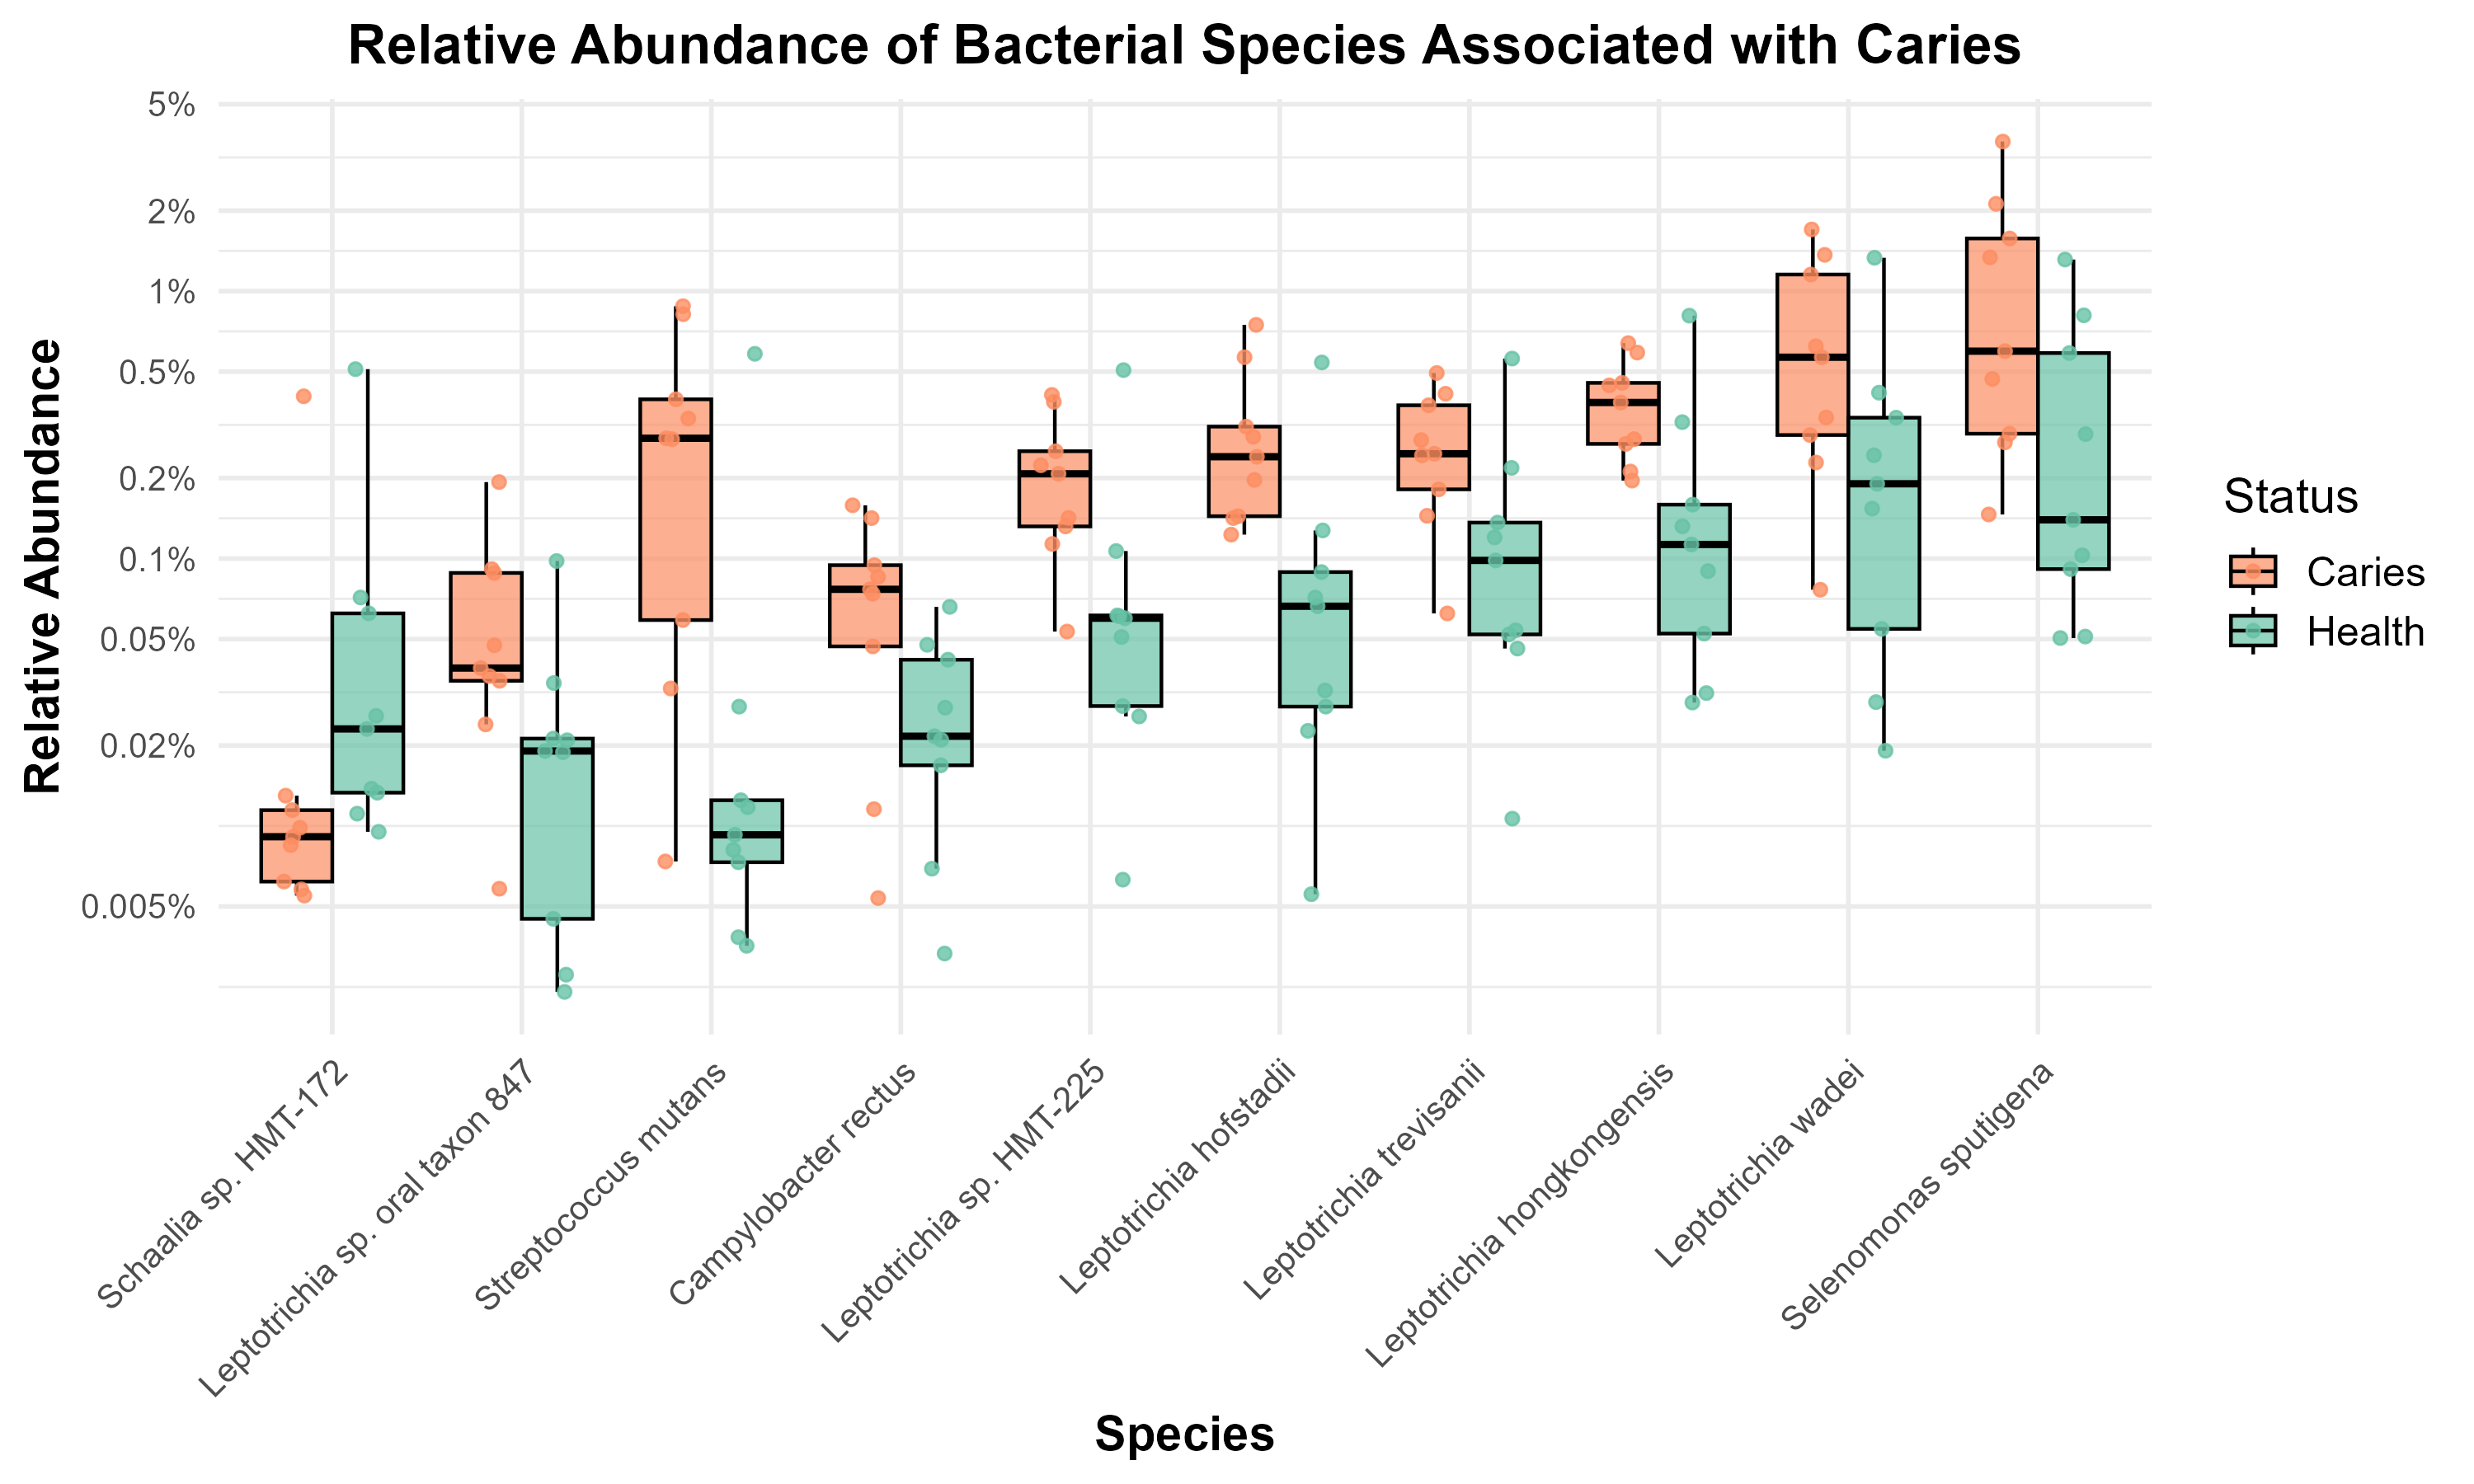 Relative Abundance of Bacterial Species Associated with Caries
5%
2%
1%
0.5%
0.2%
0.1%
0.05%
0.02%
0.005%
Relative Abundance
Status
Caries
Health
Schaalia sp. HMT-172
Leptotrichia sp. oral taxon 847
Streptococcus mutans
Campylobacter rectus
Leptotrichia sp. HMT-225
Leptotrichia hofstadii
Leptotrichia trevisanii
Leptotrichia hongkongensis
Leptotrichia wadei
Selenomonas sputigena
Species